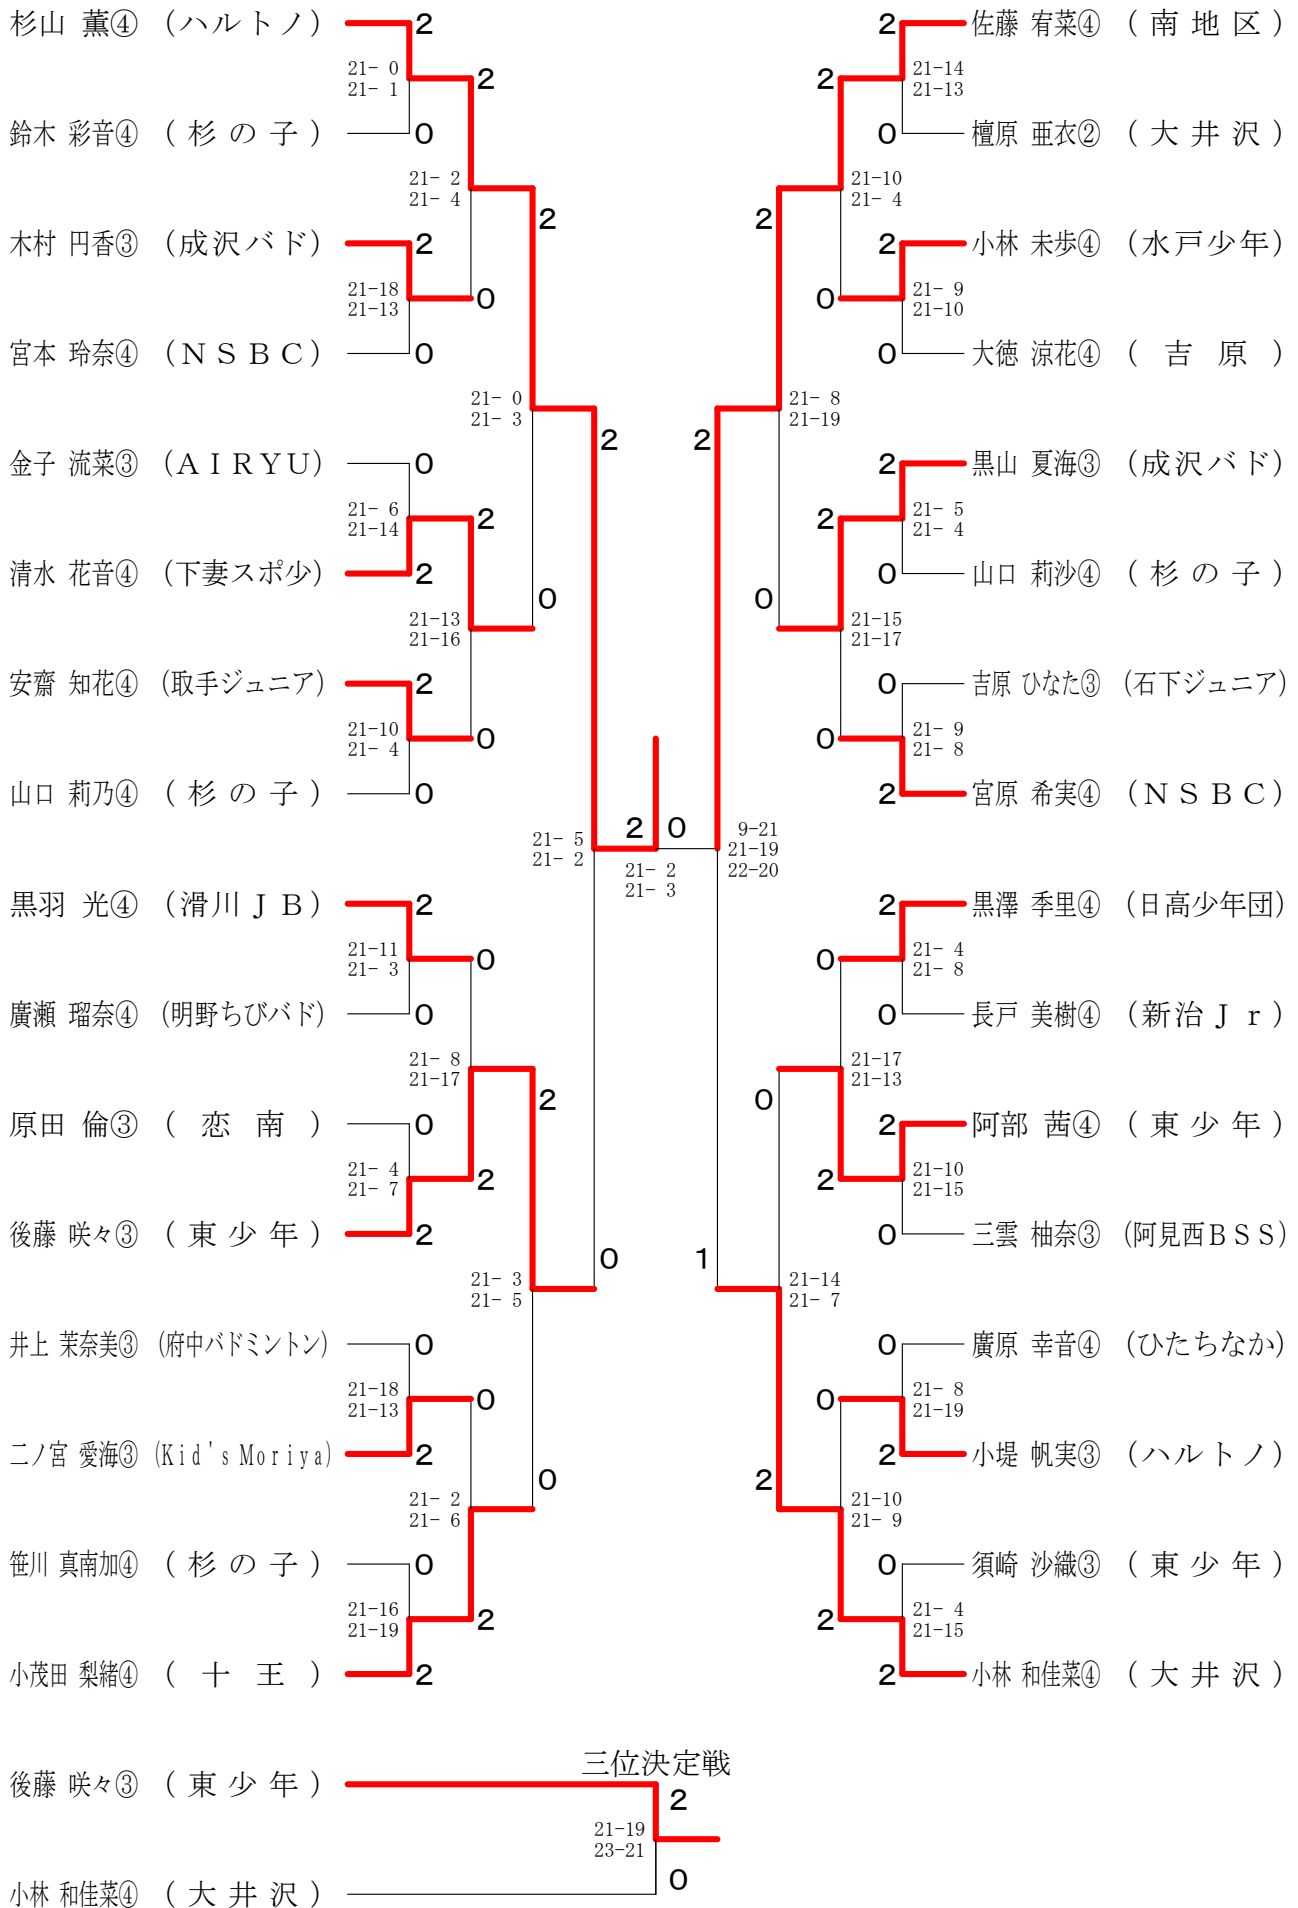 杉山 薫④ (ハルトノ) 2
21- 0
21- 1
2
鈴木 彩音④ (杉の子) 0
21- 2
21- 4
2
木村 円香③ (成沢バド) 2
21-18
21-13
0
宮本 玲奈④ (NSBC) 0
21- 0
21- 3
2
金子 流菜③ (AIRYU) 0
21- 6
21-14
2
清水 花音④ (下妻スポ少) 2
21-13
21-16
0
安齋 知花④ (取手ジュニア) 2
21-10
21- 4
0
山口 莉乃④ (杉の子) 0
21- 5
21- 2
2 0
21- 2
21- 3
黒羽 光④ (滑川JB) 2
21-11
21- 3
0
廣瀬 瑠奈④ (明野ちびバド) 0
21- 8
21-17
2
原田 倫③ (恋南) 0
21- 4
21- 7
2
後藤 咲々③ (東少年) 2
21- 3
21- 5
0
井上 茉奈美③ (府中バドミントン) 0
21-18
21-13
0
二ノ宮 愛海③ (Kid's Moriya) 2
21- 2
21- 6
0
笹川 真南加④ (杉の子) 0
21-16
21-19
2
小茂田 梨緒④ (十王) 2
2 佐藤 宥菜④ (南地区)
2
21-14
21-13
0 檀原 亜衣② (大井沢)
2
21-10
21- 4
2 小林 未歩④ (水戸少年)
0
21- 9
21-10
0 大徳 涼花④ (吉原)
2
21- 8
21-19
2 黒山 夏海③ (成沢バド)
2
21- 5
21- 4
0 山口 莉沙④ (杉の子)
0
21-15
21-17
0 吉原 ひなた③ (石下ジュニア)
0
21- 9
21- 8
2 宮原 希実④ (NSBC)
9-21
21-19
22-20
2 黒澤 季里④ (日高少年団)
0
21- 4
21- 8
0 長戸 美樹④ (新治Jr)
0
21-17
21-13
2 阿部 茜④ (東少年)
2
21-10
21-15
0 三雲 柚奈③ (阿見西BSS)
1
21-14
21- 7
0 廣原 幸音④ (ひたちなか)
0
21- 8
21-19
2 小堤 帆実③ (ハルトノ)
2
21-10
21- 9
0 須崎 沙織③ (東少年)
2
21- 4
21-15
2 小林 和佳菜④ (大井沢)
三位決定戦
後藤 咲々③ (東少年)
2
21-19
23-21
0
小林 和佳菜④ (大井沢)